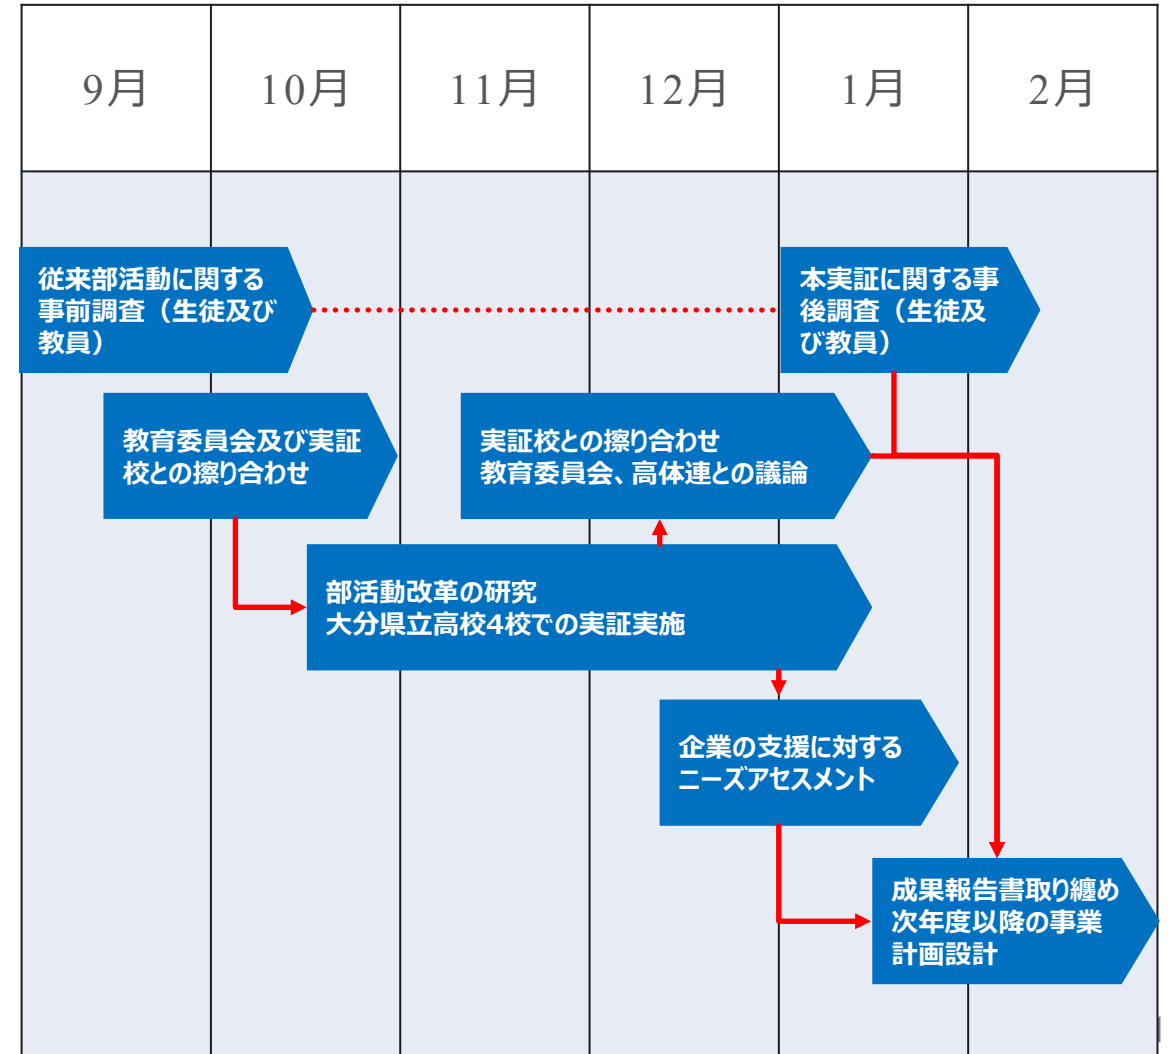 9月
10月
11月
12月
1月
2月
従来部活動に関する
事前調査（生徒及び
教員）
本実証に関する事
後調査（生徒及
び教員）
教育委員会及び実証
校との擦り合わせ
実証校との擦り合わせ
教育委員会、高体連との議論
部活動改革の研究
大分県立高校4校での実証実施
企業の支援に対する
ニーズアセスメント
成果報告書取り纏め
次年度以降の事業
計画設計